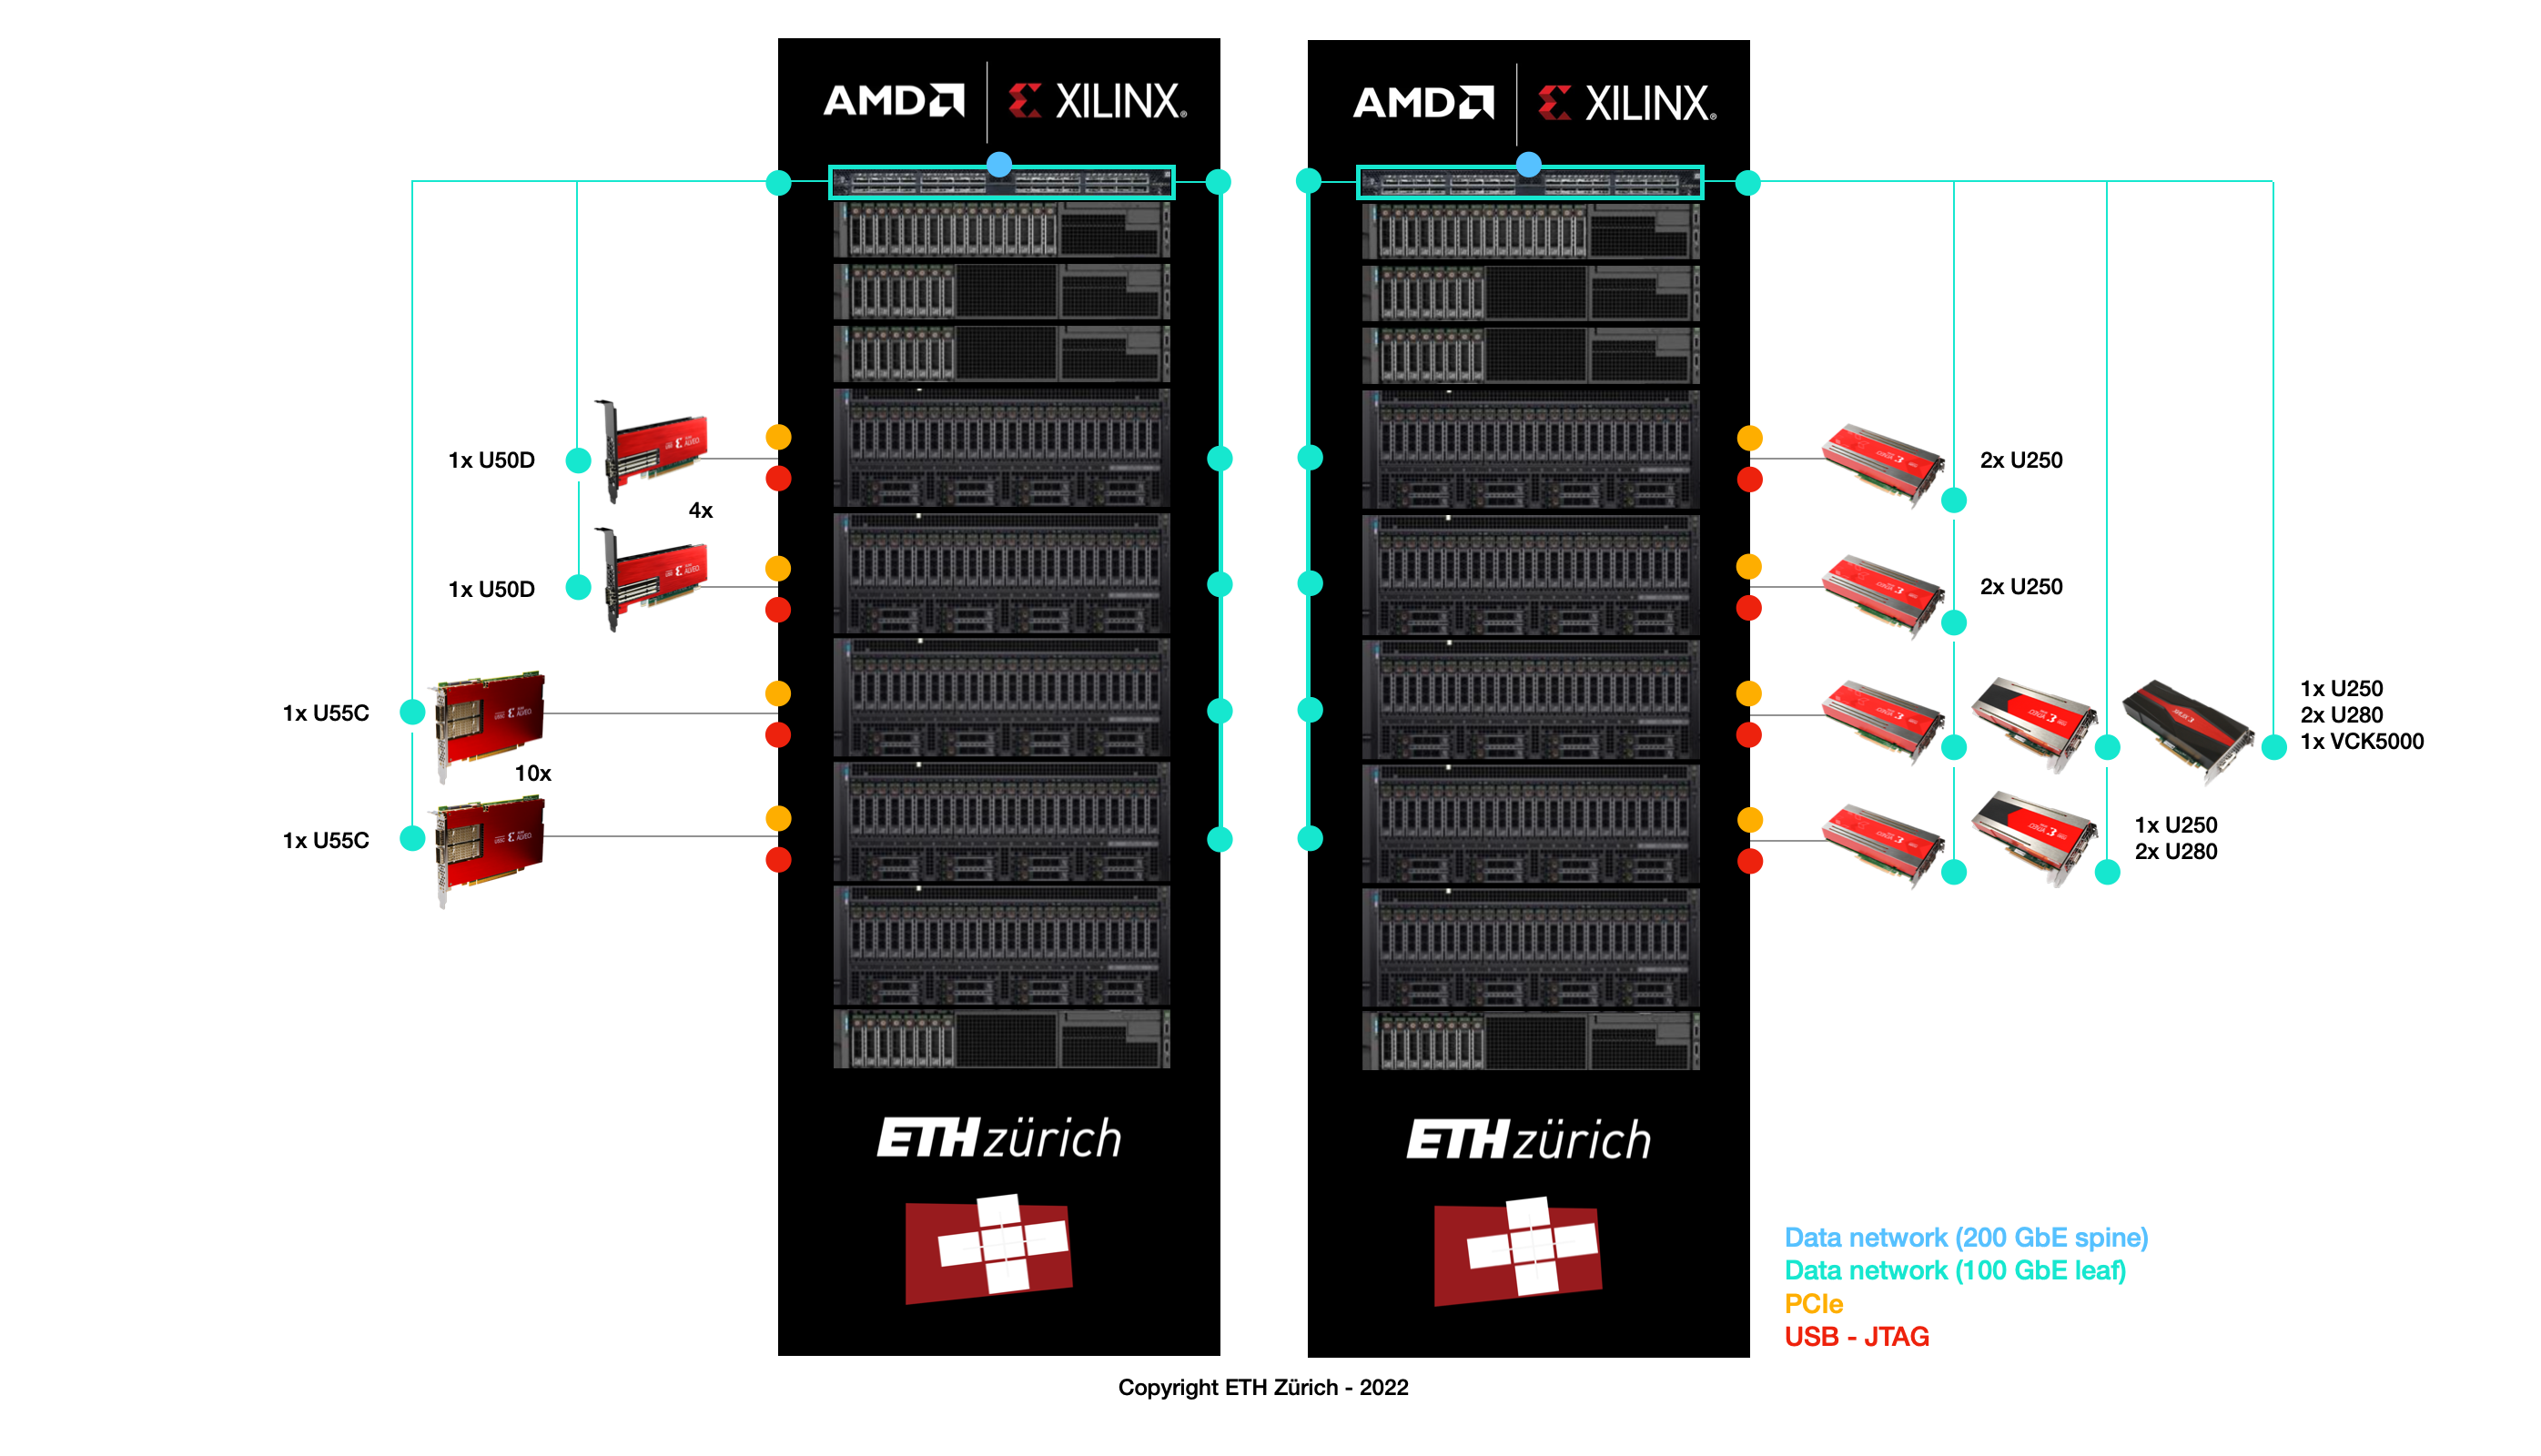 AMD XILINX®
AMD XILINX®
1x U50D
4x
1x U50D
1x U55C
10x
1x U55C
2x U250
2x U250
1x U250
2x U280
1x VCK5000
1x U250
2x U280
ETH zürich
ETH zürich
Data network (200 GbE spine)
Data network (100 GbE leaf)
PCIe
USB - JTAG
Copyright ETH Zürich - 2022